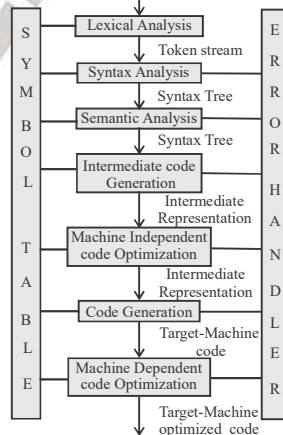 Lexical Analysis
Token stream
Syntax Analysis
Syntax Tree
Semantic Analysis
Syntax Tree
Intermediate code
Generation
Intermediate
Representation
Machine Independent
code Optimization
Intermediate
Representation
Code Generation
Target-Machine
code
Machine Dependent
code Optimization
Target-Machine
optimized code
S
Y
M
B
O
L
T
A
B
L
E
E
R
R
O
R
H
A
N
D
L
E
R